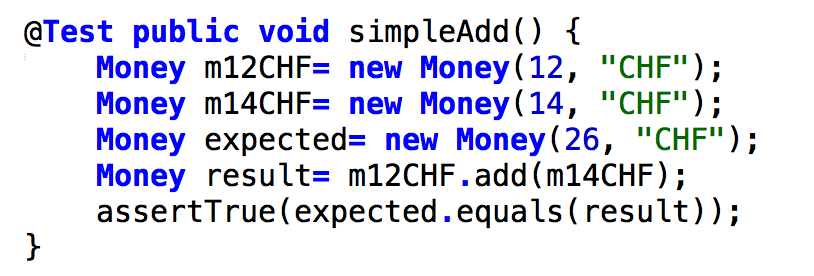 @Test public void simpleAdd() {
    Money m12CHF= new Money(12, "CHF");
    Money m14CHF= new Money(14, "CHF");
    Money expected= new Money(26, "CHF");
    Money result= m12CHF.add(m14CHF);
    assertTrue(expected.equals(result));
}